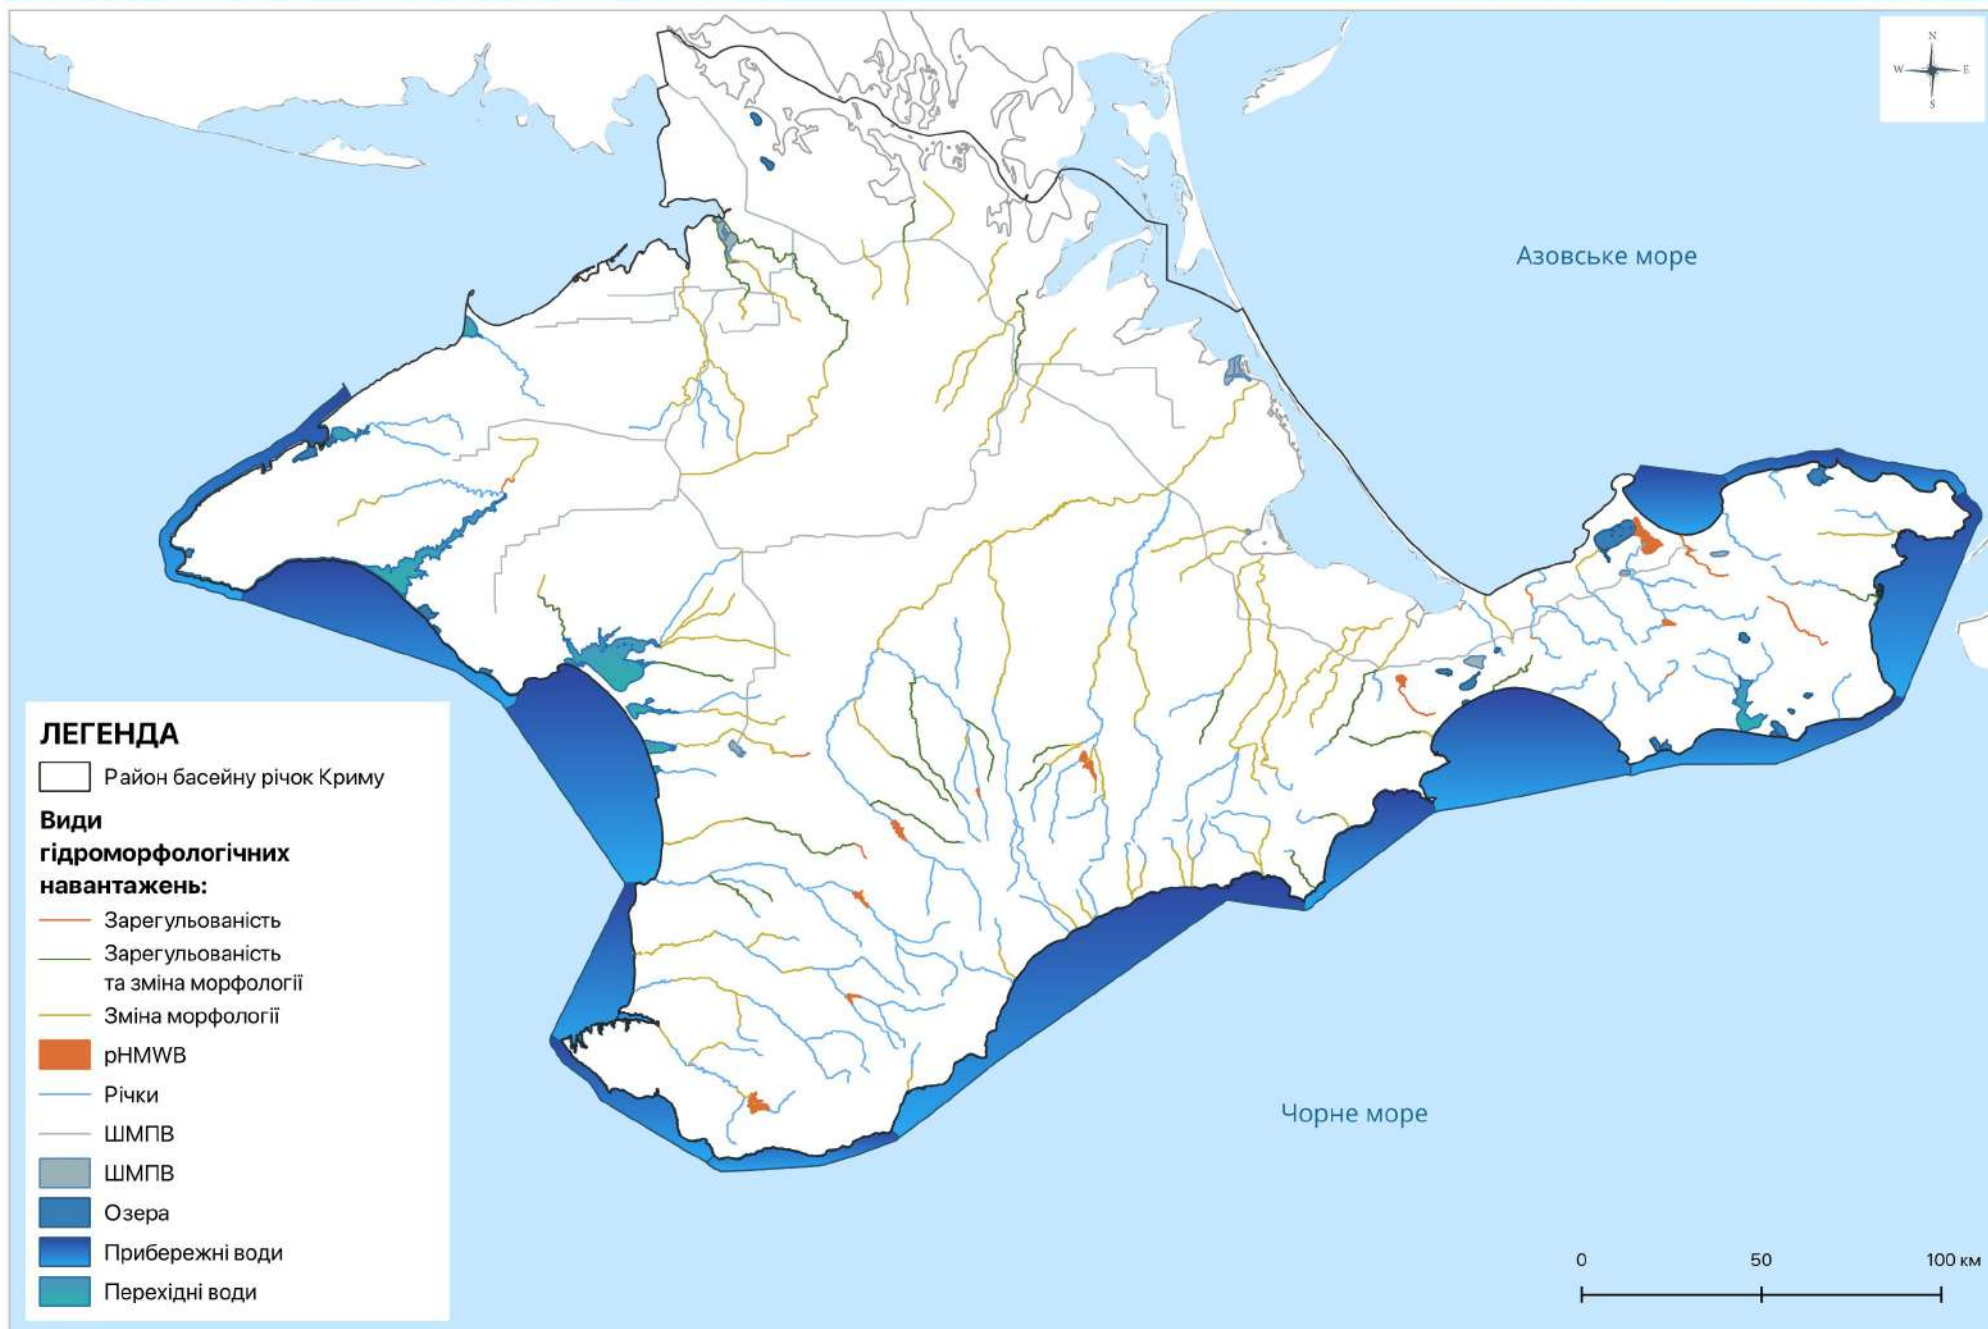 N
W E
S
Азовське море
Чорне море
ЛЕГЕНДА
Район басейну річок Криму
Види
гідроморфологічних
навантажень:
Зарегульованість
Зарегульованість
та зміна морфології
Зміна морфології
pHMWB
Річки
ШМПВ
ШМПВ
Озера
Прибережні води
Перехідні води
0 50 100 км